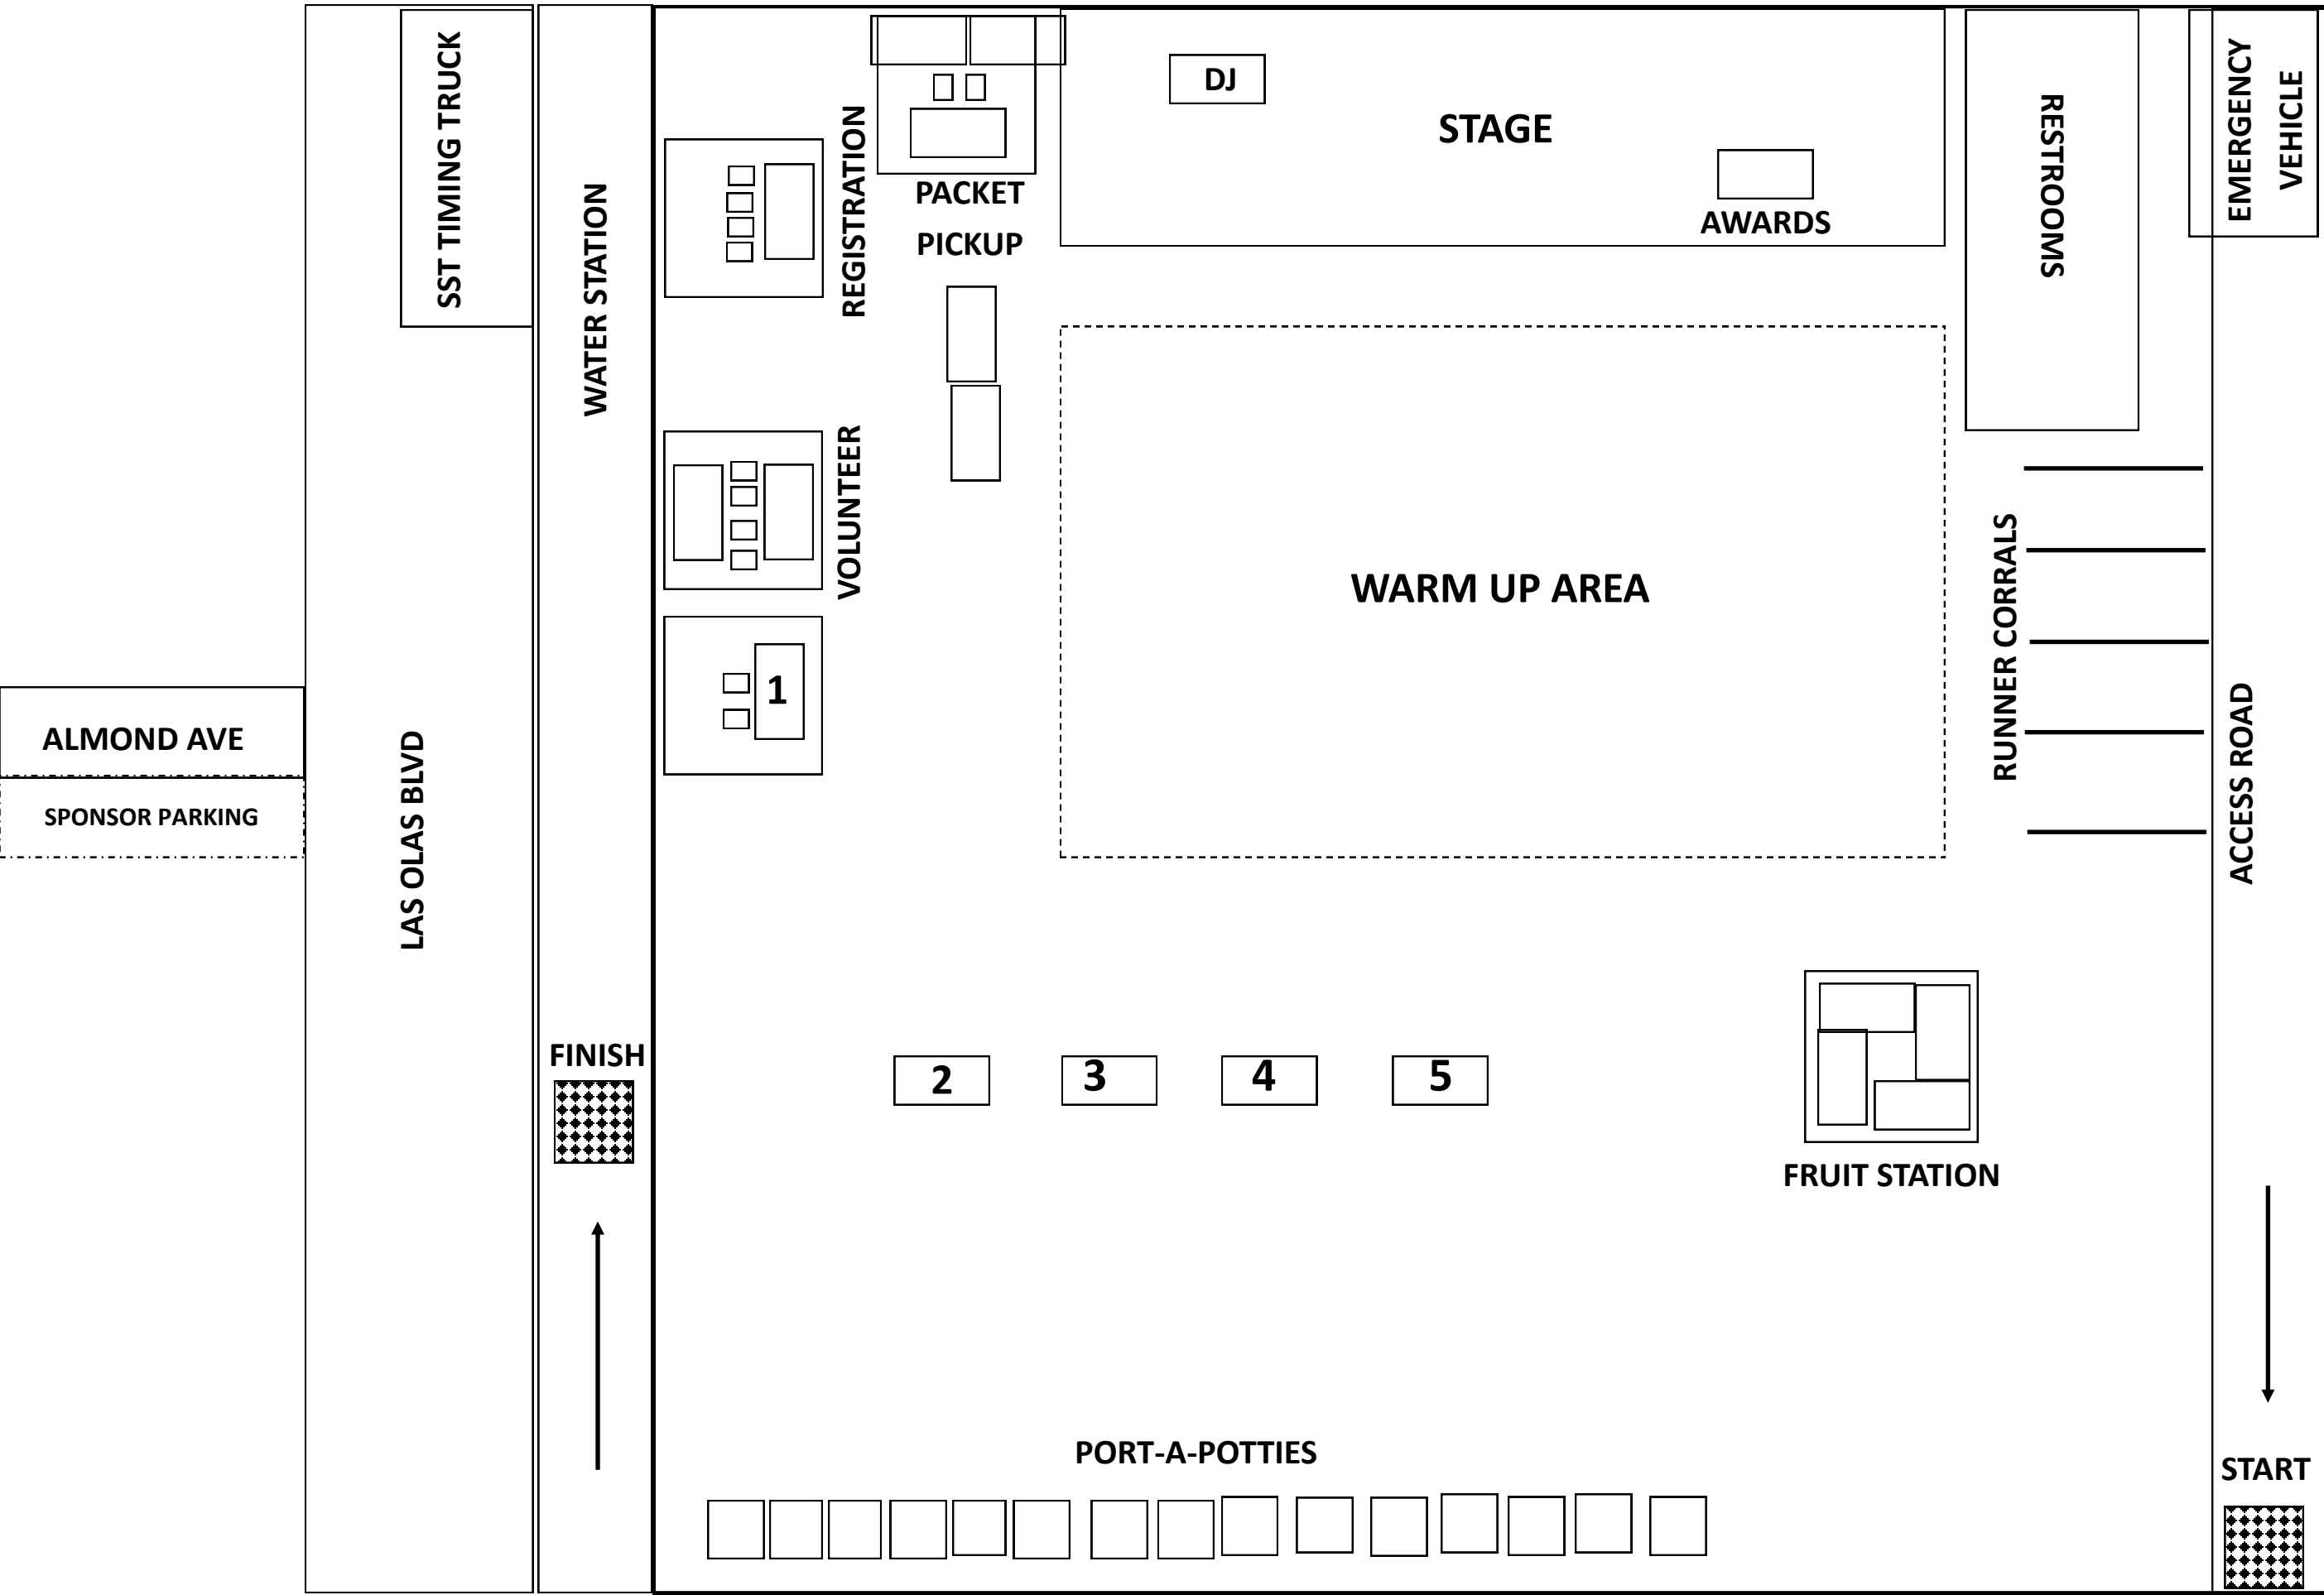 SST TIMING TRUCK
WATER STATION
REGISTRATION
PACKET
PICKUP
DJ
STAGE
AWARDS
RESTROOMS
EMERGENCY
VEHICLE
VOLUNTEER
WARM UP AREA
RUNNER CORRALS
1
ALMOND AVE
SPONSOR PARKING
LAS OLAS BLVD
ACCESS ROAD
FINISH
2
3
4
5
FRUIT STATION
PORT-A-POTTIES
START